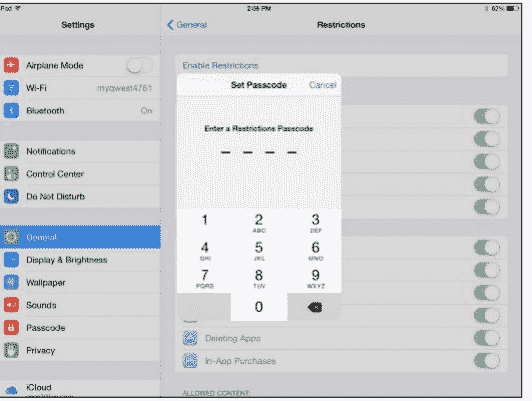 iPad 2:36 PM 62%
Settings
General Restrictions
Airplane Mode
Wi-Fi myqwest4761
Bluetooth On
Notifications
Control Center
Do Not Disturb
General
Display & Brightness
Wallpaper
Sounds
Passcode
Privacy
iCloud
Enable Restrictions
Set Passcode Cancel
Enter a Restrictions Passcode
1 2 3
ABC DEF
4 5 6
GHI JKL MNO
7 8 9
PQRS TUV WXYZ
0
Deleting Apps
In-App Purchases
ALLOWED CONTENT: